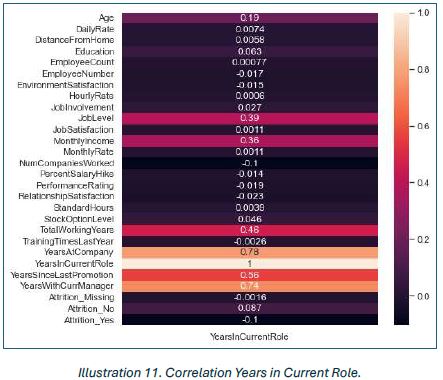 Age 0.19
DailyRate 0.0074
DistanceFromHome 0.0058
Education 0.063
EmployeeCount 0.00077
EmployeeNumber -0.017
EnvironmentSatisfaction -0.015
HourlyRate 0.0006
JobInvolvement 0.027
JobLevel 0.39
JobSatisfaction 0.0011
MonthlyIncome 0.36
MonthlyRate 0.0011
NumCompaniesWorked -0.1
PercentSalaryHike -0.014
PerformanceRating -0.019
RelationshipSatisfaction -0.023
StandardHours 0.0039
StockOptionLevel 0.046
TotalWorkingYears 0.46
TrainingTimesLastYear -0.0026
YearsAtCompany 0.78
YearsInCurrentRole 1
YearsSinceLastPromotion 0.56
YearsWithCurrManager 0.74
Attrition_Missing -0.0016
Attrition_No 0.087
Attrition_Yes -0.1
YearsInCurrentRole
1.0
0.8
0.6
0.4
0.2
0.0
Illustration 11. Correlation Years in Current Role.